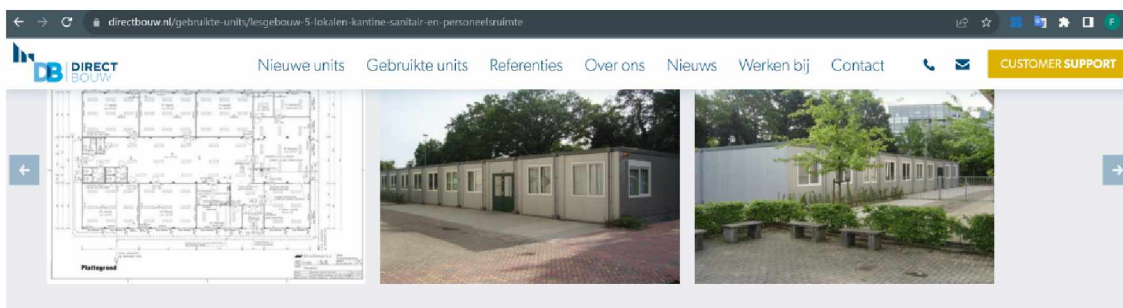 directbouw.nl/gebruikte-units/lesgebouw-5-lokalen-kantine-sanitair-en-personeelsruimte
F
DB DIRECT BOUW
Nieuwe units Gebruikte units Referenties Over ons Nieuws Werken bij Contact CUSTOMER SUPPORT
Plattegrond